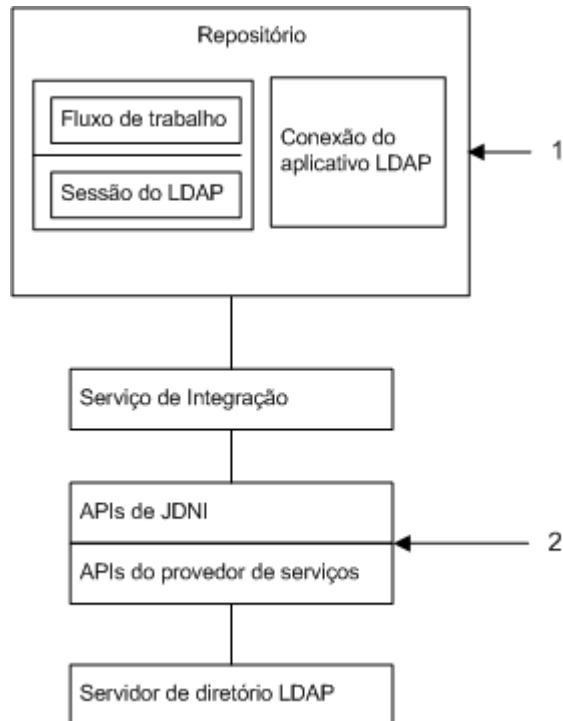 Repositório
Fluxo de trabalho
Sessão do LDAP
Conexão do
aplicativo LDAP
1
Serviço de Integração
APIs de JDNI
2
APIs do provedor de serviços
Servidor de diretório LDAP